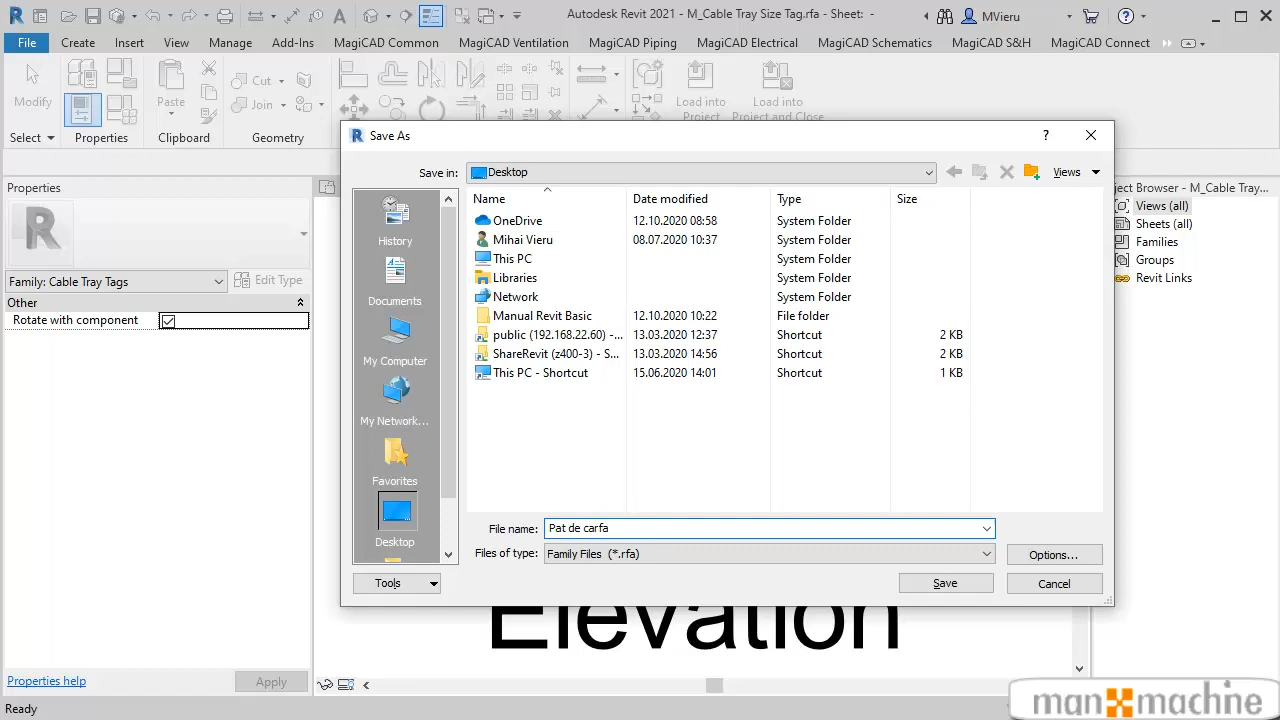 Autodesk Revit 2021 - M_Cable Tray Size Tag.rfa - Sheet: ...
MVieru
File Create Insert View Manage Add-Ins MagiCAD Common MagiCAD Ventilation MagiCAD Piping MagiCAD Electrical MagiCAD Schematics MagiCAD S&H MagiCAD Connect
Modify
Paste
Cut
Join
Load into
Project
Load into
Project and Close
Select Properties Clipboard Geometry
Properties
Family: Cable Tray Tags
Edit Type
Other
Rotate with component
Properties help
Apply
Ready
Save As
Save in: Desktop Views
History
Documents
My Computer
My Network...
Favorites
Desktop
Name Date modified Type Size
OneDrive 12.10.2020 08:58 System Folder
Mihai Vieru 08.07.2020 10:37 System Folder
This PC System Folder
Libraries System Folder
Network System Folder
Manual Revit Basic 12.10.2020 10:22 File folder
public (192.168.22.60) -... 13.03.2020 12:37 Shortcut 2 KB
ShareRevit (z400-3) - S... 13.03.2020 14:56 Shortcut 2 KB
This PC - Shortcut 15.06.2020 14:01 Shortcut 1 KB
File name: Pat de carfa
Files of type: Family Files (*.rfa)
Options...
Tools
Save
Cancel
Elevation
ject Browser - M_Cable Tray...
Views (all)
Sheets (all)
Families
Groups
Revit Links
man machine